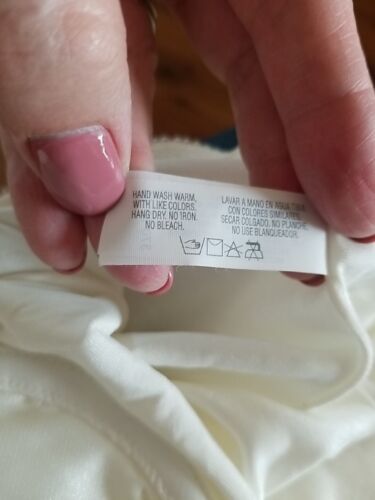 HAND WASH WARM,
WITH LIKE COLORS.
HANG DRY. NO IRON.
NO BLEACH.
LAVAR A MANO EN AGUA TIBIA
CON COLORES SIMILARES.
SECAR COLGADO, NO PLANCHE.
NO USE BLANQUEADOR.